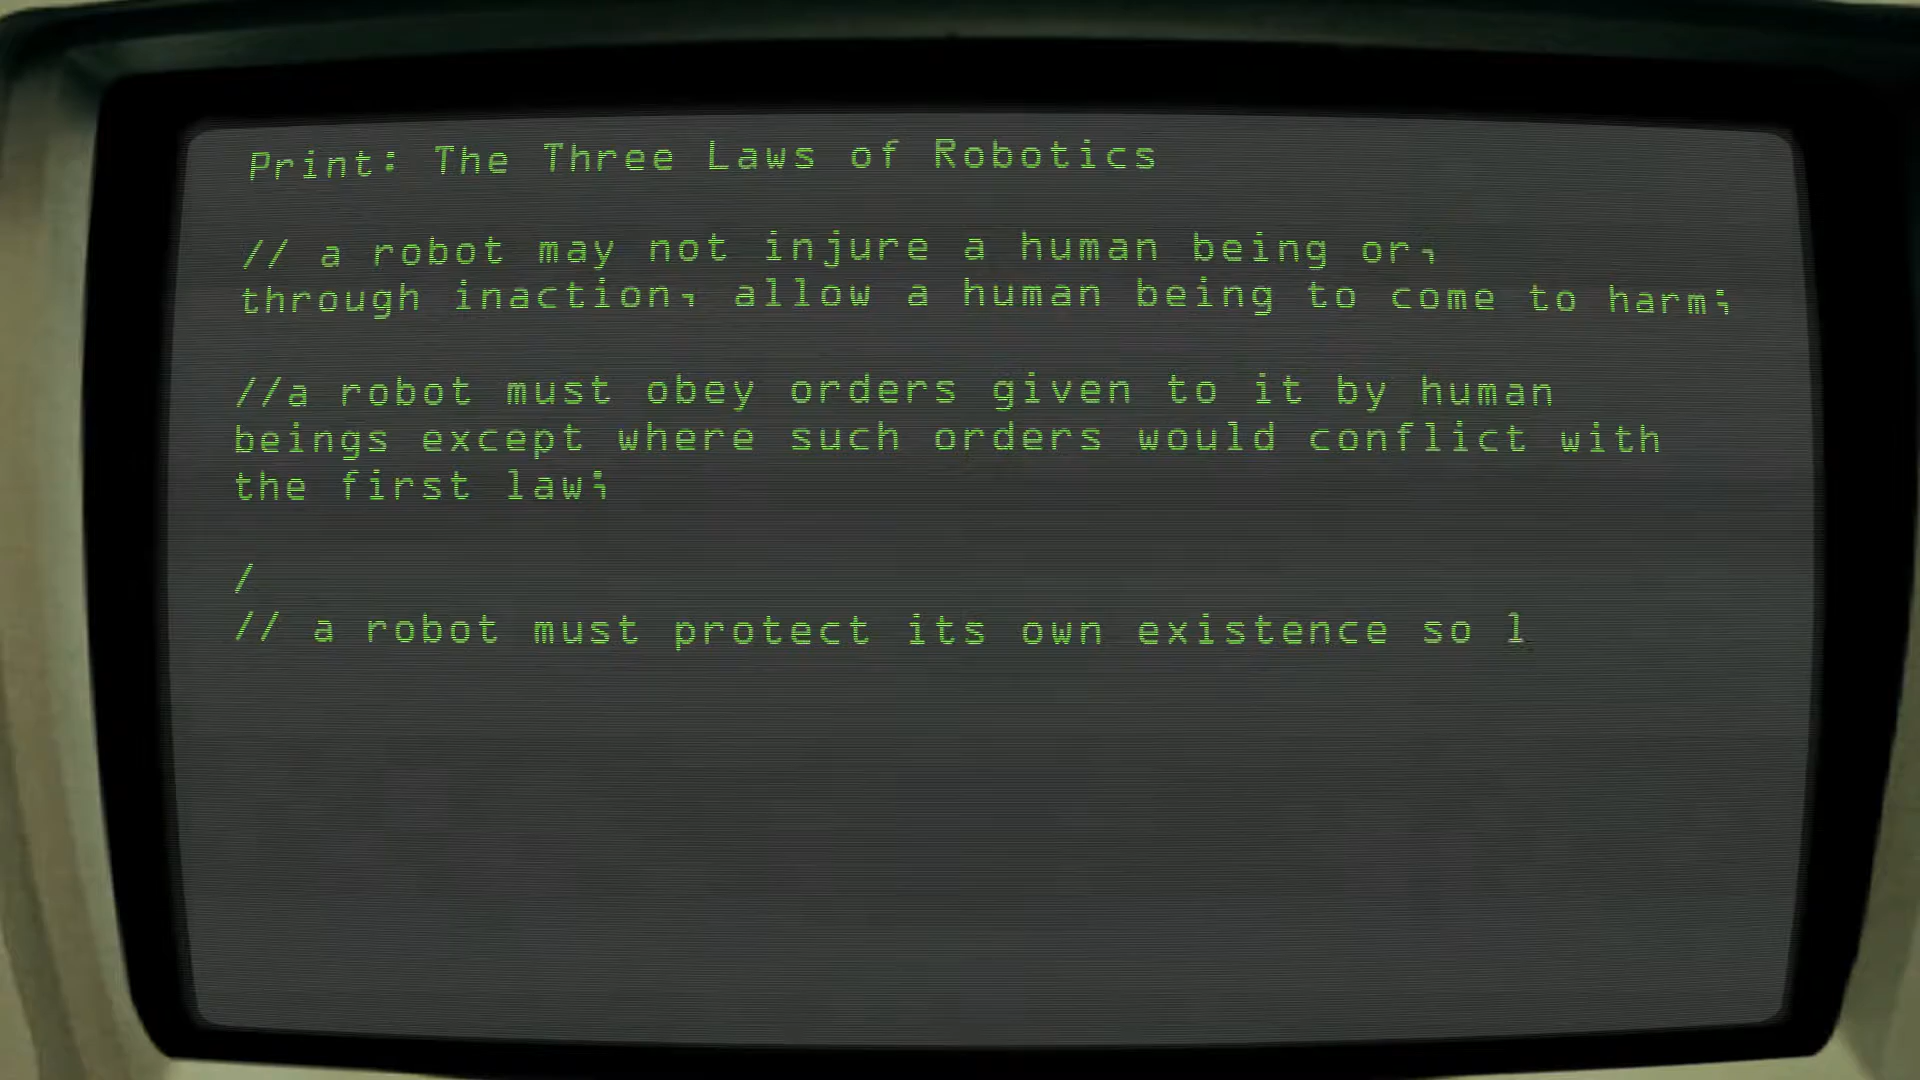 Print: The Three Laws of Robotics
// a robot may not injure a human being or,
through inaction, allow a human being to come to harm;
//a robot must obey orders given to it by human
beings except where such orders would conflict with
the first law;
/
// a robot must protect its own existence so l